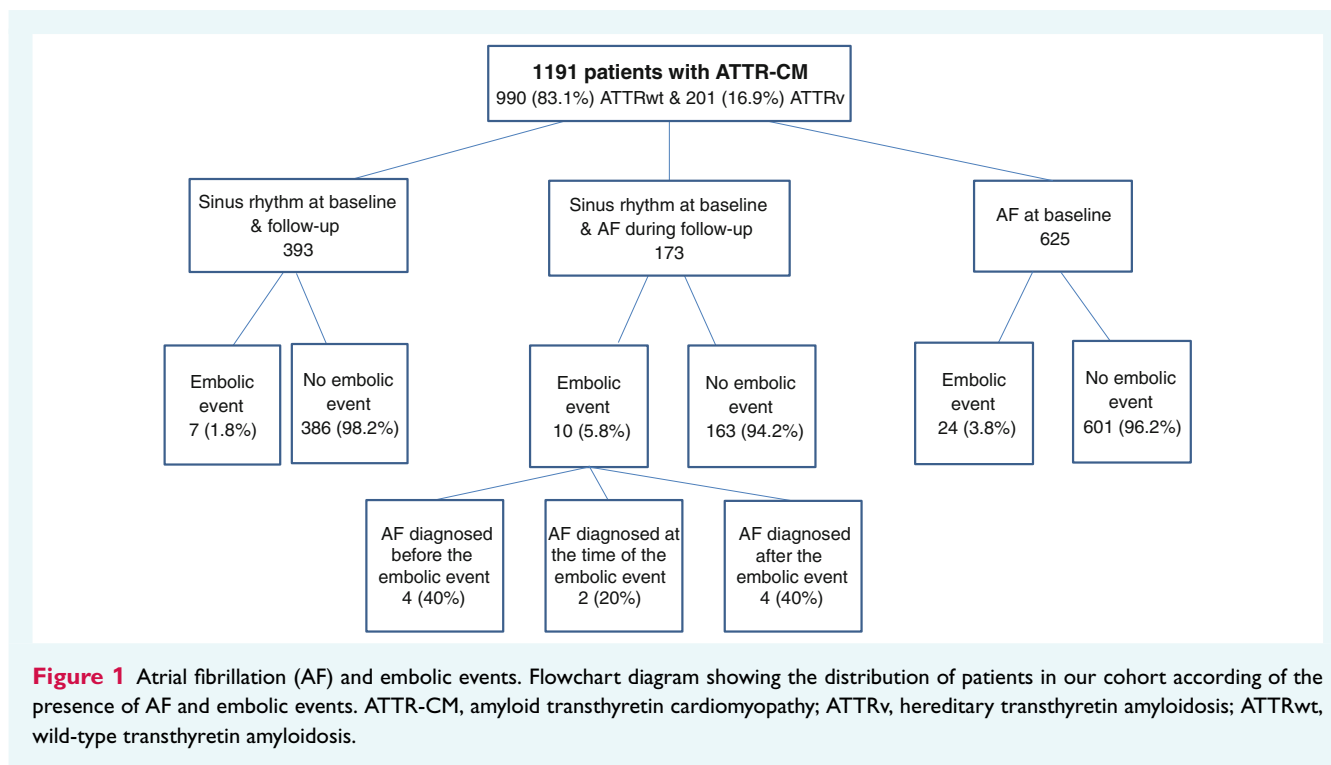 1191 patients with ATTR-CM
990 (83.1%) ATTRwt & 201 (16.9%) ATTRv
Sinus rhythm at baseline
& follow-up
393
Sinus rhythm at baseline
& AF during follow-up
173
AF at baseline
625
Embolic
event
7 (1.8%)
No embolic
event
386 (98.2%)
Embolic
event
10 (5.8%)
No embolic
event
163 (94.2%)
Embolic
event
24 (3.8%)
No embolic
event
601 (96.2%)
AF diagnosed
before the
embolic event
4 (40%)
AF diagnosed at
the time of the
embolic event
2 (20%)
AF diagnosed
after the
embolic event
4 (40%)
Figure 1 Atrial fibrillation (AF) and embolic events. Flowchart diagram showing the distribution of patients in our cohort according of the
presence of AF and embolic events. ATTR-CM, amyloid transthyretin cardiomyopathy; ATTRv, hereditary transthyretin amyloidosis; ATTRwt,
wild-type transthyretin amyloidosis.